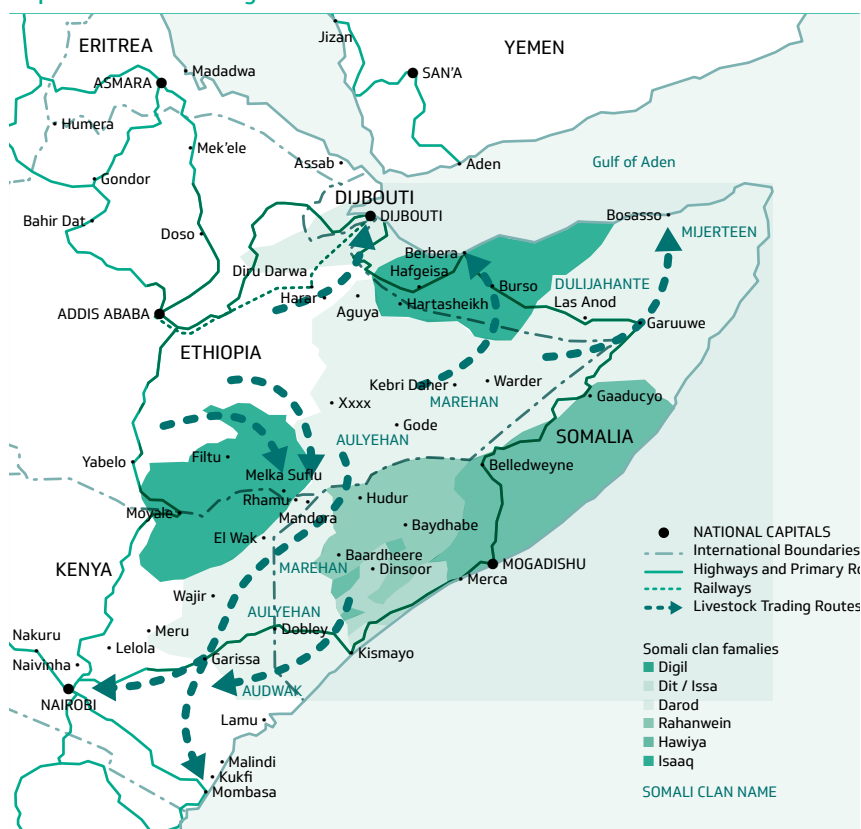 Jizan
ERITREA
YEMEN
Madadwa
SAN'A
ASMARA
Humera
Mek'ele
Assab
Aden
Gulf of Aden
Gondor
DIJBOUTI
Bahir Dat
DIJBOUTI
Bosasso
Doso
MIJERTEEN
Berbera
Diru Darwa
Hafgeisa
Burso
DULIJAHANTE
Harar
Aguya
Hartasheikh
Las Anod
ADDIS ABABA
Garuuwe
ETHIOPIA
Kebri Daher
Warder
Xxxx
MAREHAN
Gaaducyo
Gode
AULYEHAN
SOMALIA
Yabelo
Filtu
Belledweyne
Melka Suflu
Rhamu
Hudur
Moyale
Mandora
Baydhabe
El Wak
NATIONAL CAPITALS
Baardheere
International Boundaries
KENYA
MAREHAN
Dinsoor
MOGADISHU
Highways and Primary Ro
Merca
Railways
Wajir
AULYEHAN
Livestock Trading Routes
Nakuru
Meru
Dobley
Lelola
Somali clan famalies
Naivinha
Garissa
Kismayo
Digil
Dit / Issa
NAIROBI
AUDWAK
Darod
Lamu
Rahanwein
Hawiya
Malindi
Isaaq
Kukfi
Mombasa
SOMALI CLAN NAME